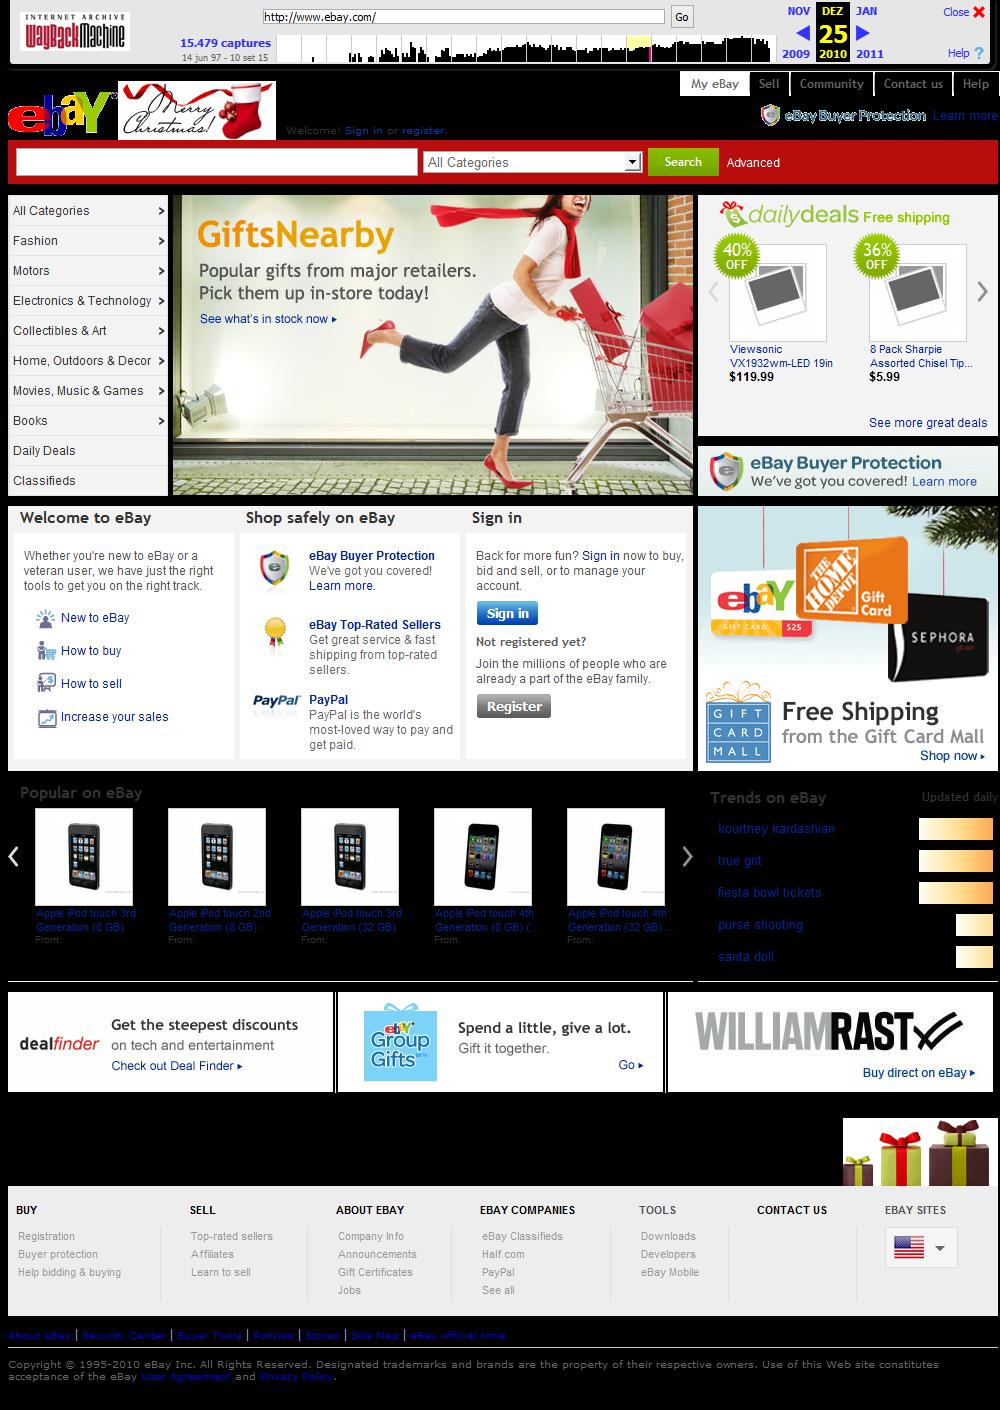 INTERNET ARCHIVE
WayBackMachine
http://www.ebay.com/
Go
15.479 captures
14 jun 97 - 10 set 15
NOV
DEZ
JAN
25
2009
2010
2011
Close
Help ?
My eBay
Sell
Community
Contact us
Help
ebay
Merry Christmas!
Welcome! Sign in or register.
eBay Buyer Protection Learn more
All Categories
Search
Advanced
All Categories
Fashion
Motors
Electronics & Technology
Collectibles & Art
Home, Outdoors & Decor
Movies, Music & Games
Books
Daily Deals
Classifieds
GiftsNearby
Popular gifts from major retailers.
Pick them up in-store today!
See what's in stock now
dailydeals Free shipping
40% OFF
36% OFF
Viewsonic
VX1932wm-LED 19in
$119.99
8 Pack Sharpie
Assorted Chisel Tip...
$5.99
See more great deals
eBay Buyer Protection
We've got you covered! Learn more
Welcome to eBay
Whether you're new to eBay or a
veteran user, we have just the right
tools to get you on the right track.
New to eBay
How to buy
How to sell
Increase your sales
Shop safely on eBay
eBay Buyer Protection
We've got you covered!
Learn more.
eBay Top-Rated Sellers
Get great service & fast
shipping from top-rated
sellers.
PayPal
PayPal
PayPal is the world's
most-loved way to pay and
get paid.
Sign in
Back for more fun? Sign in now to buy,
bid and sell, or to manage your
account.
Sign in
Not registered yet?
Join the millions of people who are
already a part of the eBay family.
Register
ebay
GIFT CARD $25
THE HOME DEPOT
Gift Card
SEPHORA
gift card
GIFT CARD MALL
Free Shipping
from the Gift Card Mall
Shop now
Popular on eBay
Apple iPod touch 3rd
Generation (8 GB)
From:
Apple iPod touch 2nd
Generation (8 GB)
From:
Apple iPod touch 3rd
Generation (32 GB)
From:
Apple iPod touch 4th
Generation (8 GB) (...
From:
Apple iPod touch 4th
Generation (32 GB) ...
From:
Trends on eBay
Updated daily
kourtney kardashian
true grit
fiesta bowl tickets
purse shooting
santa doll
dealfinder
Get the steepest discounts
on tech and entertainment
Check out Deal Finder
ebay
Group
Gifts BETA
Spend a little, give a lot.
Gift it together.
Go
WILLIAMRAST
Buy direct on eBay
BUY
Registration
Buyer protection
Help bidding & buying
SELL
Top-rated sellers
Affiliates
Learn to sell
ABOUT EBAY
Company Info
Announcements
Gift Certificates
Jobs
EBAY COMPANIES
eBay Classifieds
Half.com
PayPal
See all
TOOLS
Downloads
Developers
eBay Mobile
CONTACT US
EBAY SITES
About eBay | Security Center | Buyer Tools | Policies | Stores | Site Map | eBay official time
Copyright © 1995-2010 eBay Inc. All Rights Reserved. Designated trademarks and brands are the property of their respective owners. Use of this Web site constitutes
acceptance of the eBay User Agreement and Privacy Policy.